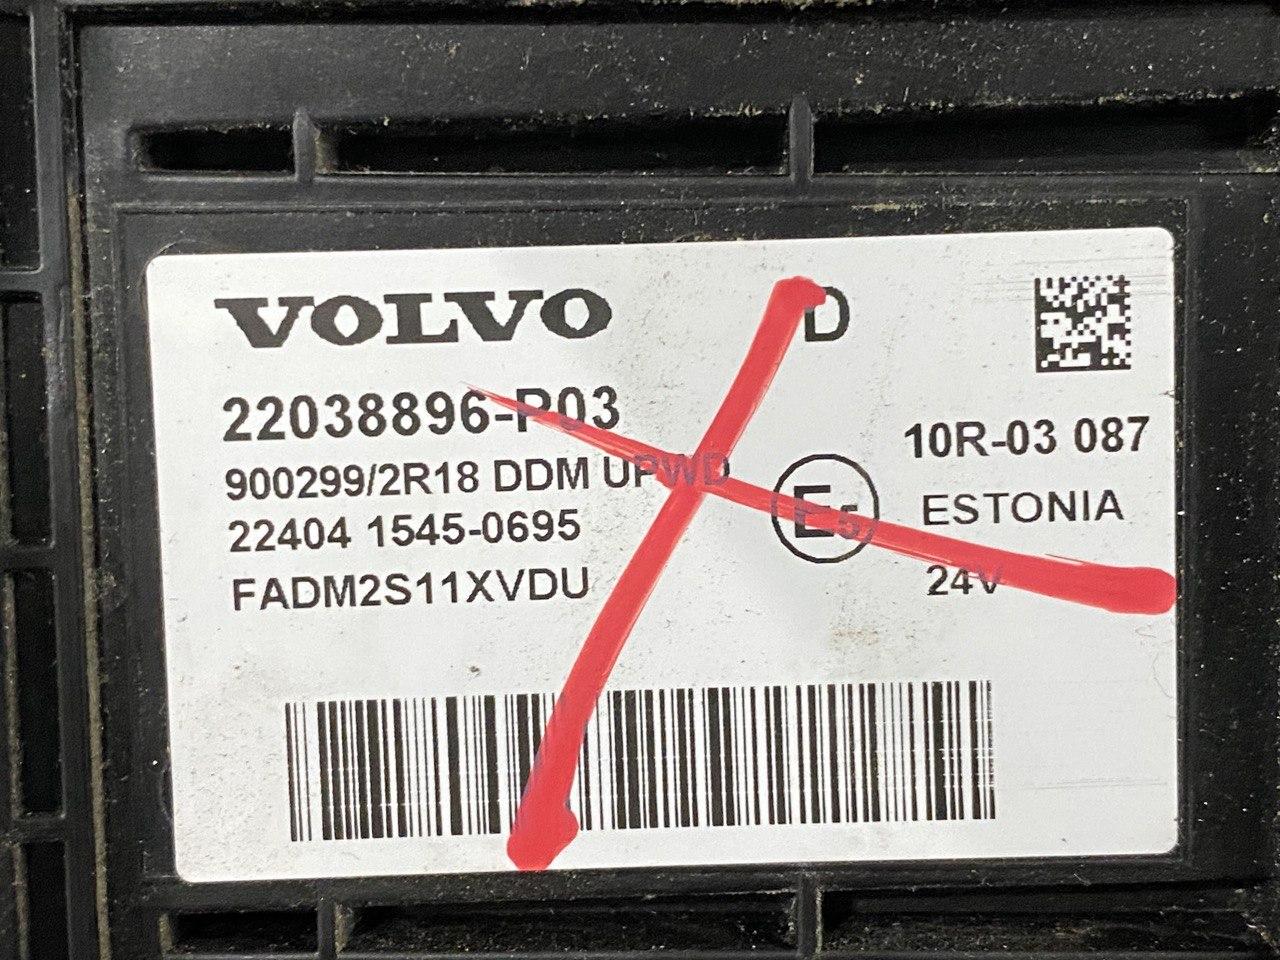 VOLVO D
22038896-P03
900299/2R18 DDM UPWD
22404 1545-0695
FADM2S11XVDU
10R-03 087
E5 ESTONIA
24V